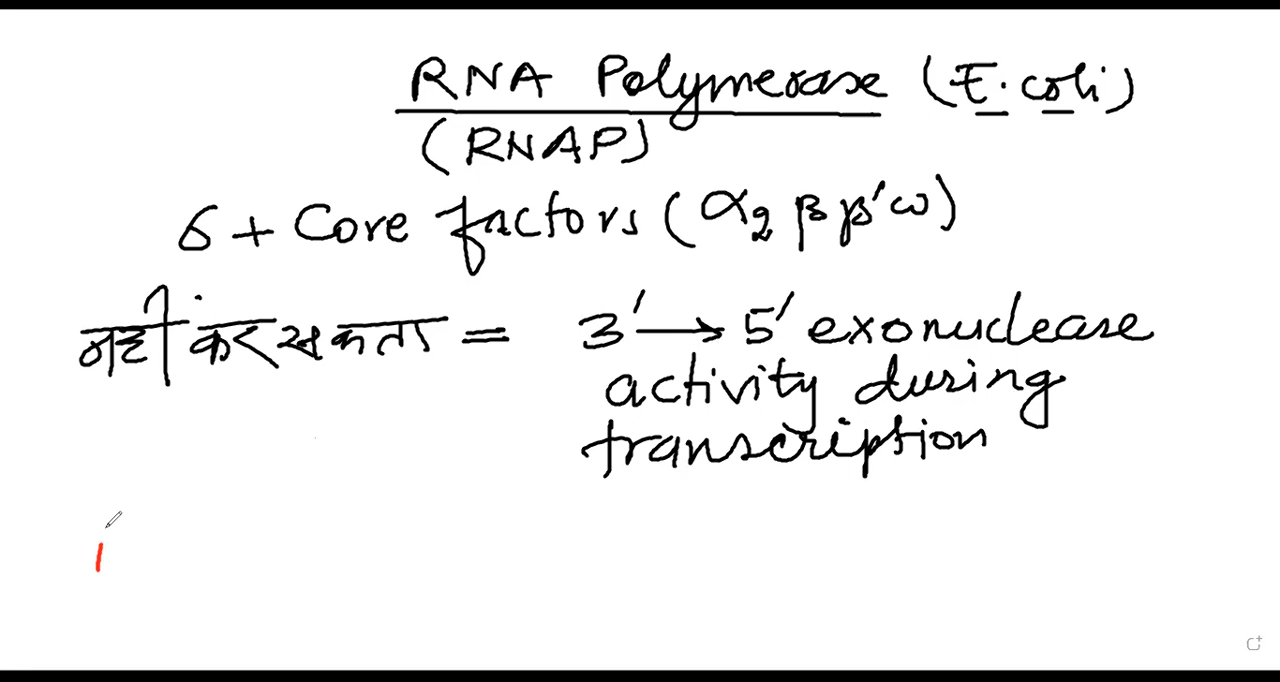 RNA Polymerase (E. coli)
(RNAP)
σ + Core factors (α₂ β β′ ω)
नहीं कर सकता = 3′ → 5′ exonuclease
activity during
transcription